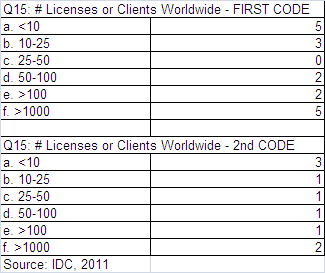 Q15: # Licenses or Clients Worldwide - FIRST CODE
a. <10 5
b. 10-25 3
c. 25-50 0
d. 50-100 2
e. >100 2
f. >1000 5
Q15: # Licenses or Clients Worldwide - 2nd CODE
a. <10 3
b. 10-25 1
c. 25-50 1
d. 50-100 1
e. >100 1
f. >1000 2
Source: IDC, 2011